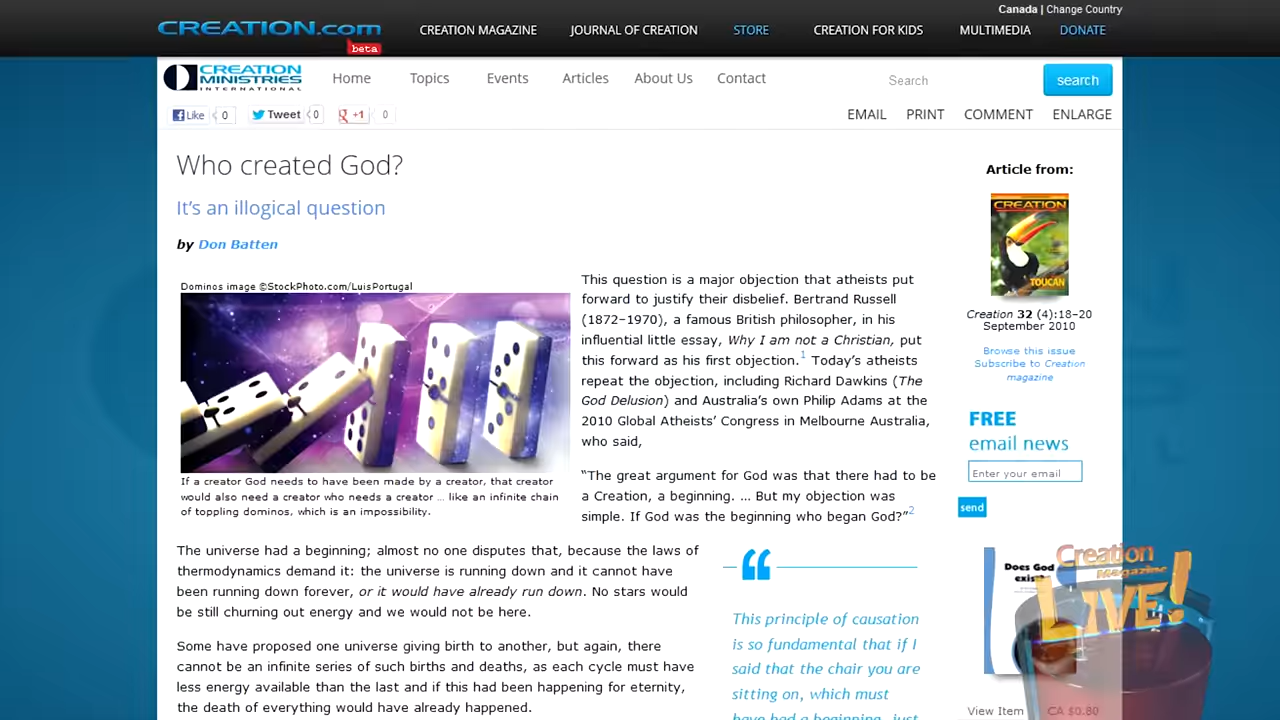 Canada | Change Country
CREATION.com
beta
CREATION MAGAZINE
JOURNAL OF CREATION
STORE
CREATION FOR KIDS
MULTIMEDIA
DONATE
CREATION
MINISTRIES
INTERNATIONAL
Home
Topics
Events
Articles
About Us
Contact
Search
search
Like
0
Tweet
0
+1
0
EMAIL
PRINT
COMMENT
ENLARGE
Who created God?
It's an illogical question
by Don Batten
Dominos image ©StockPhoto.com/LuisPortugal
If a creator God needs to have been made by a creator, that creator
would also need a creator who needs a creator … like an infinite chain
of toppling dominos, which is an impossibility.
This question is a major objection that atheists put
forward to justify their disbelief. Bertrand Russell
(1872–1970), a famous British philosopher, in his
influential little essay, Why I am not a Christian, put
this forward as his first objection.1 Today's atheists
repeat the objection, including Richard Dawkins (The
God Delusion) and Australia's own Philip Adams at the
2010 Global Atheists' Congress in Melbourne Australia,
who said,
“The great argument for God was that there had to be
a Creation, a beginning. … But my objection was
simple. If God was the beginning who began God?”2
The universe had a beginning; almost no one disputes that, because the laws of
thermodynamics demand it: the universe is running down and it cannot have
been running down forever, or it would have already run down. No stars would
be still churning out energy and we would not be here.
Some have proposed one universe giving birth to another, but again, there
cannot be an infinite series of such births and deaths, as each cycle must have
less energy available than the last and if this had been happening for eternity,
the death of everything would have already happened.
“
This principle of causation
is so fundamental that if I
said that the chair you are
sitting on, which must
have had a beginning, just
Article from:
CREATION
TOUCAN
Creation 32 (4):18–20
September 2010
Browse this issue
Subscribe to Creation
magazine
FREE
email news
Enter your email
send
Does God
exis
Creation
Magazine
LIVE!
View Item
CA $0.80